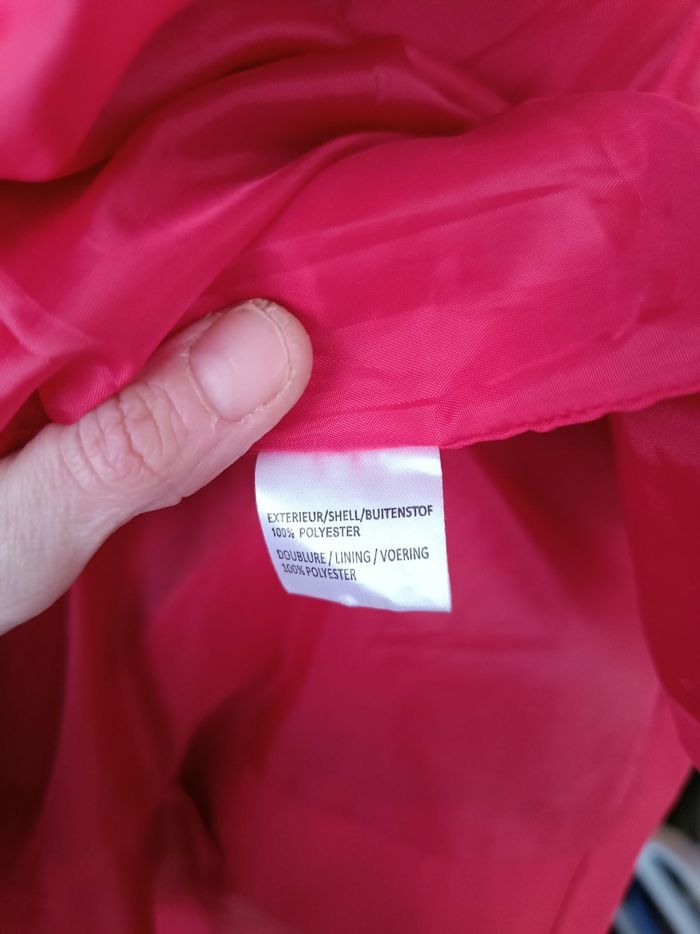 EXTERIEUR/SHELL/BUITENSTOF
100% POLYESTER
DOUBLURE / LINING / VOERING
100% POLYESTER